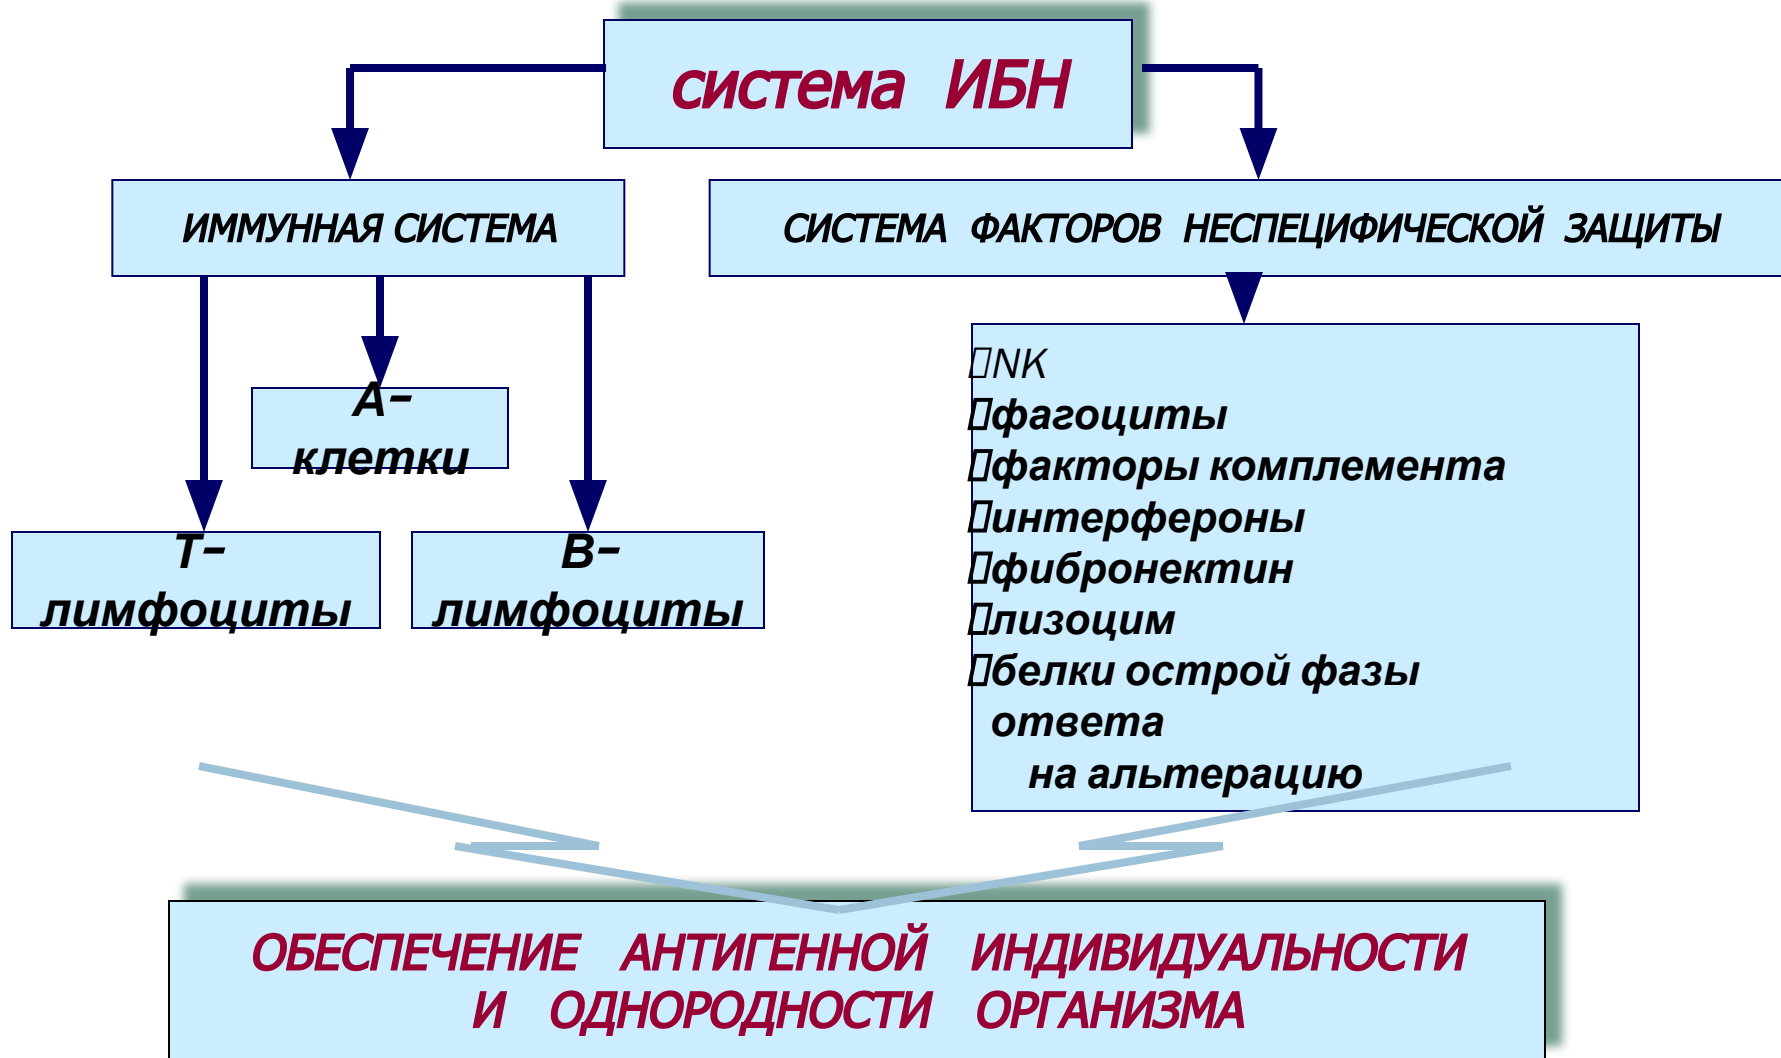 система ИБН
ИММУННАЯ СИСТЕМА
СИСТЕМА ФАКТОРОВ НЕСПЕЦИФИЧЕСКОЙ ЗАЩИТЫ
А–
клетки
Т–
лимфоциты
В–
лимфоциты
NK
фагоциты
факторы комплемента
интерфероны
фибронектин
лизоцим
белки острой фазы
ответа
на альтерацию
ОБЕСПЕЧЕНИЕ АНТИГЕННОЙ ИНДИВИДУАЛЬНОСТИ
И ОДНОРОДНОСТИ ОРГАНИЗМА